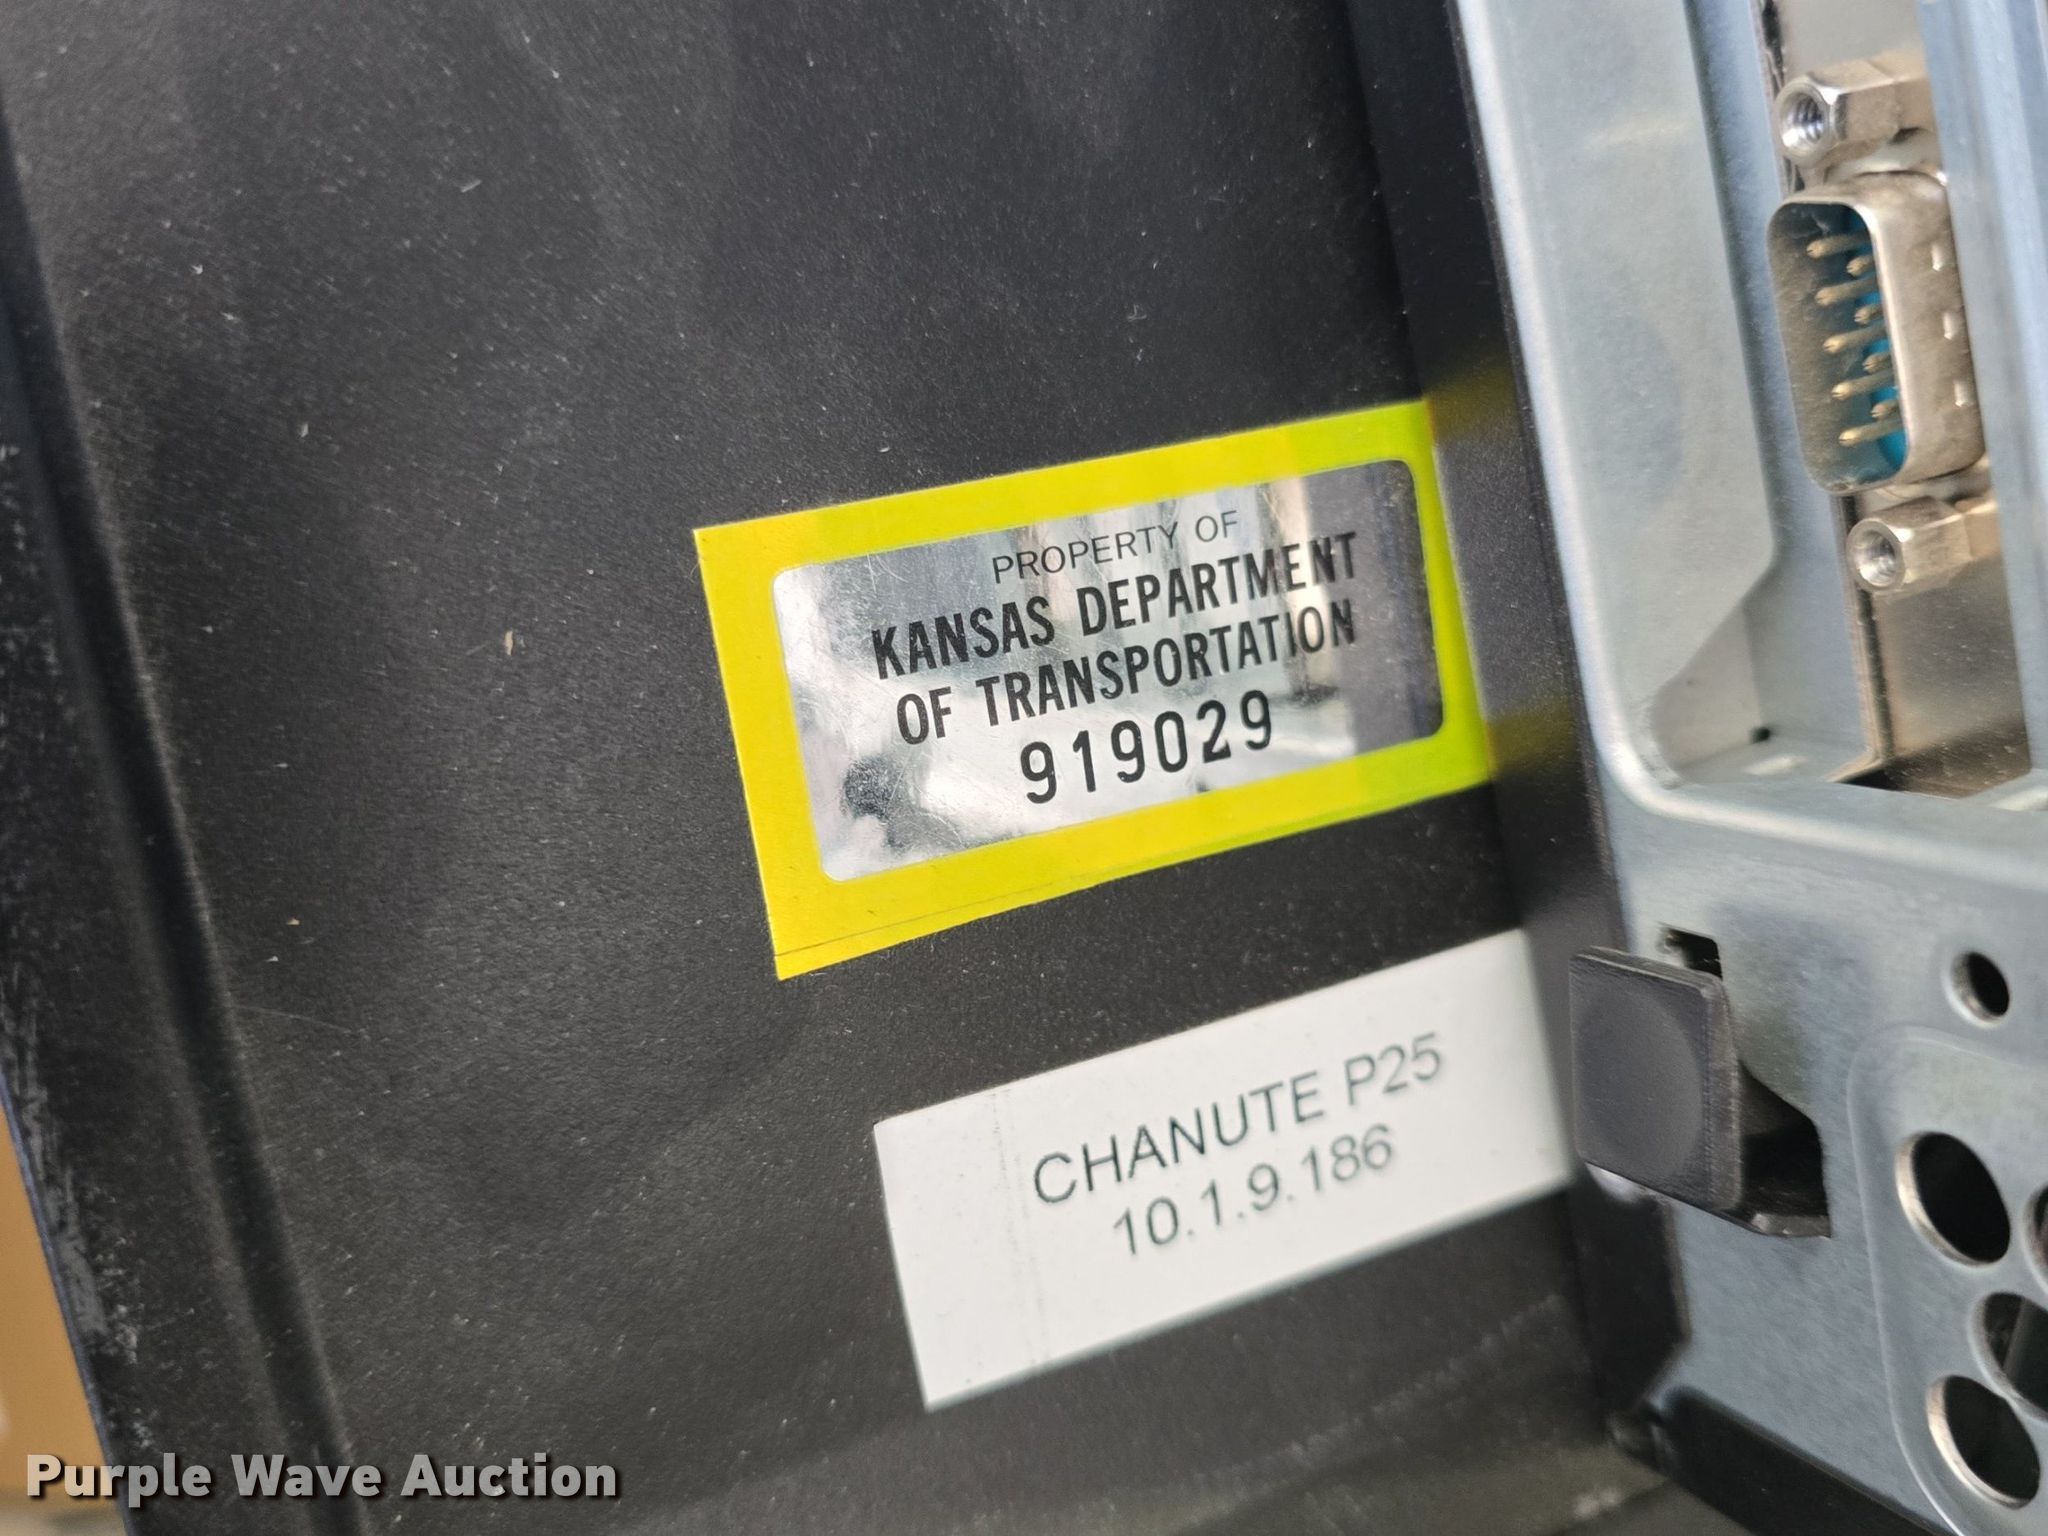 PROPERTY OF
KANSAS DEPARTMENT
OF TRANSPORTATION
919029
CHANUTE P25
10.1.9.186
Purple Wave Auction